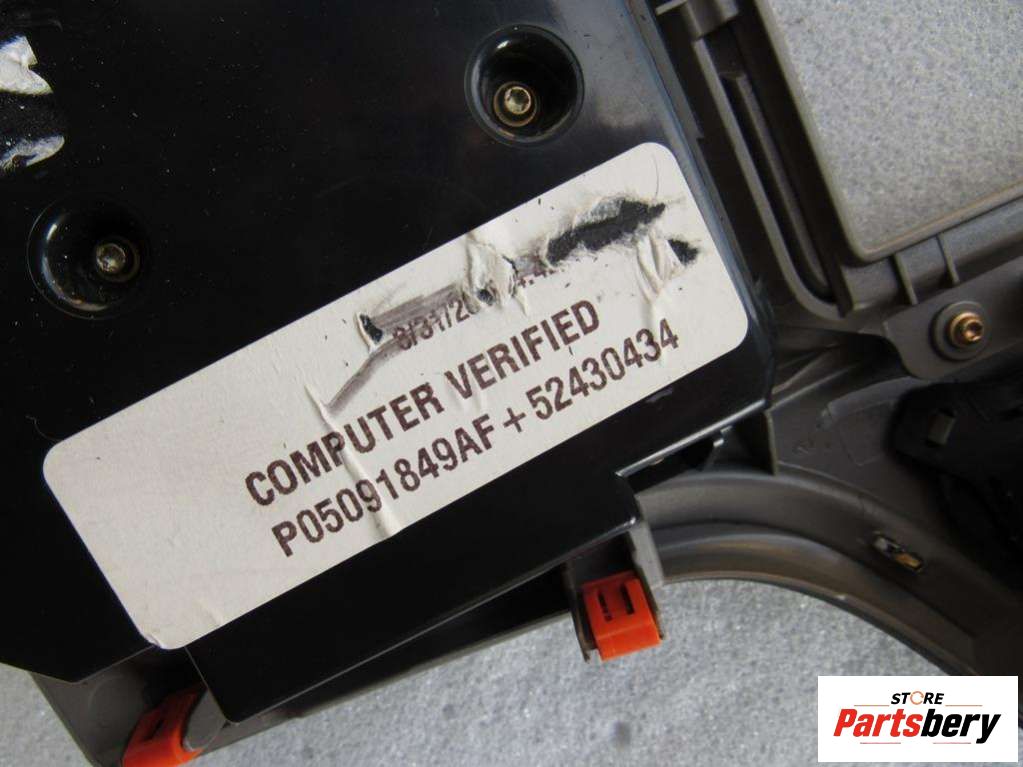 COMPUTER VERIFIED
P05091849AF + 52430434
STORE
Partsbery